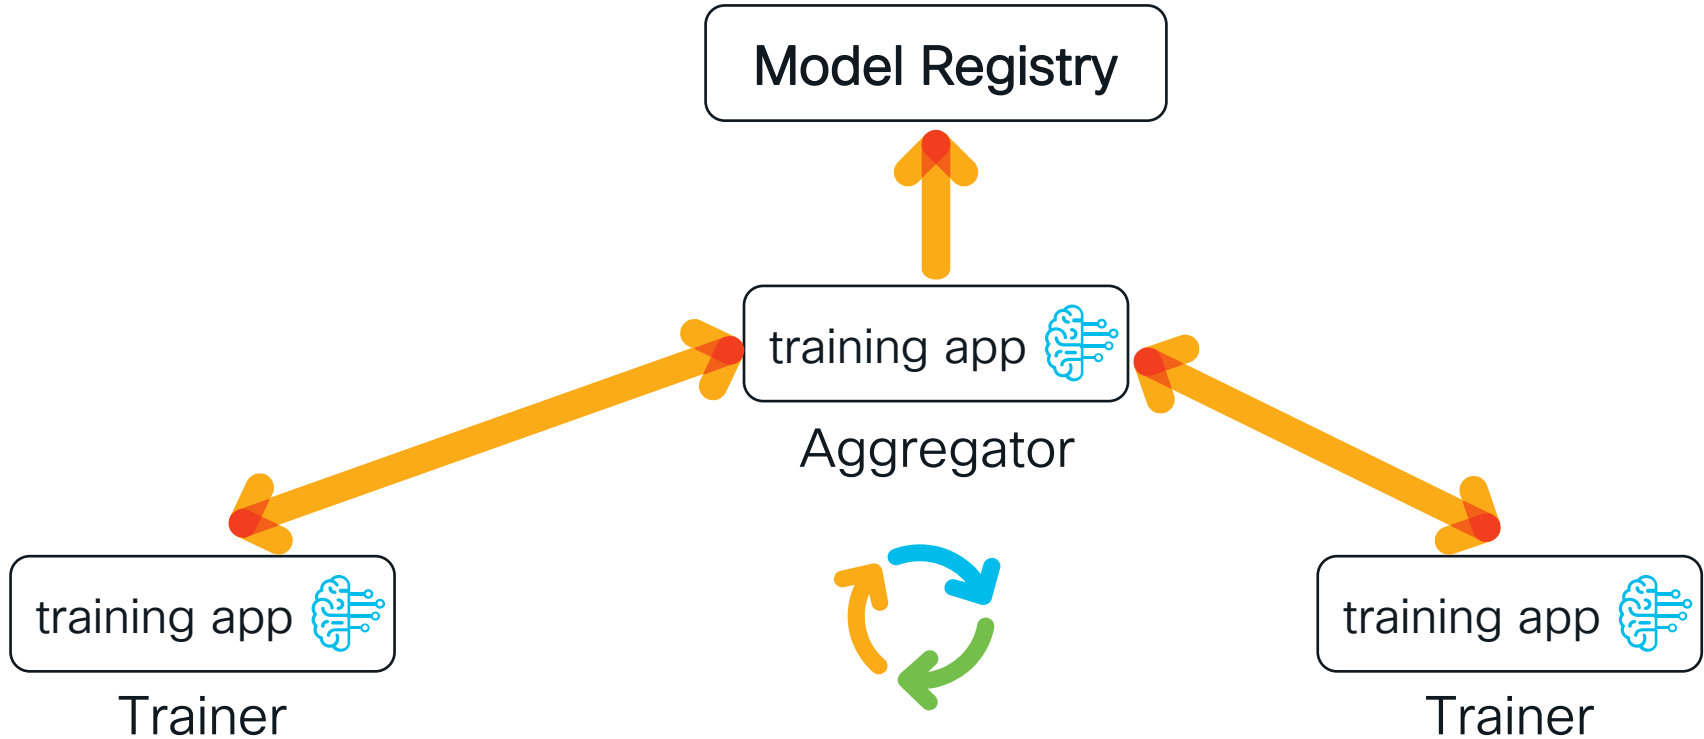 Model Registry
training app
Aggregator
training app
Trainer
training app
Trainer